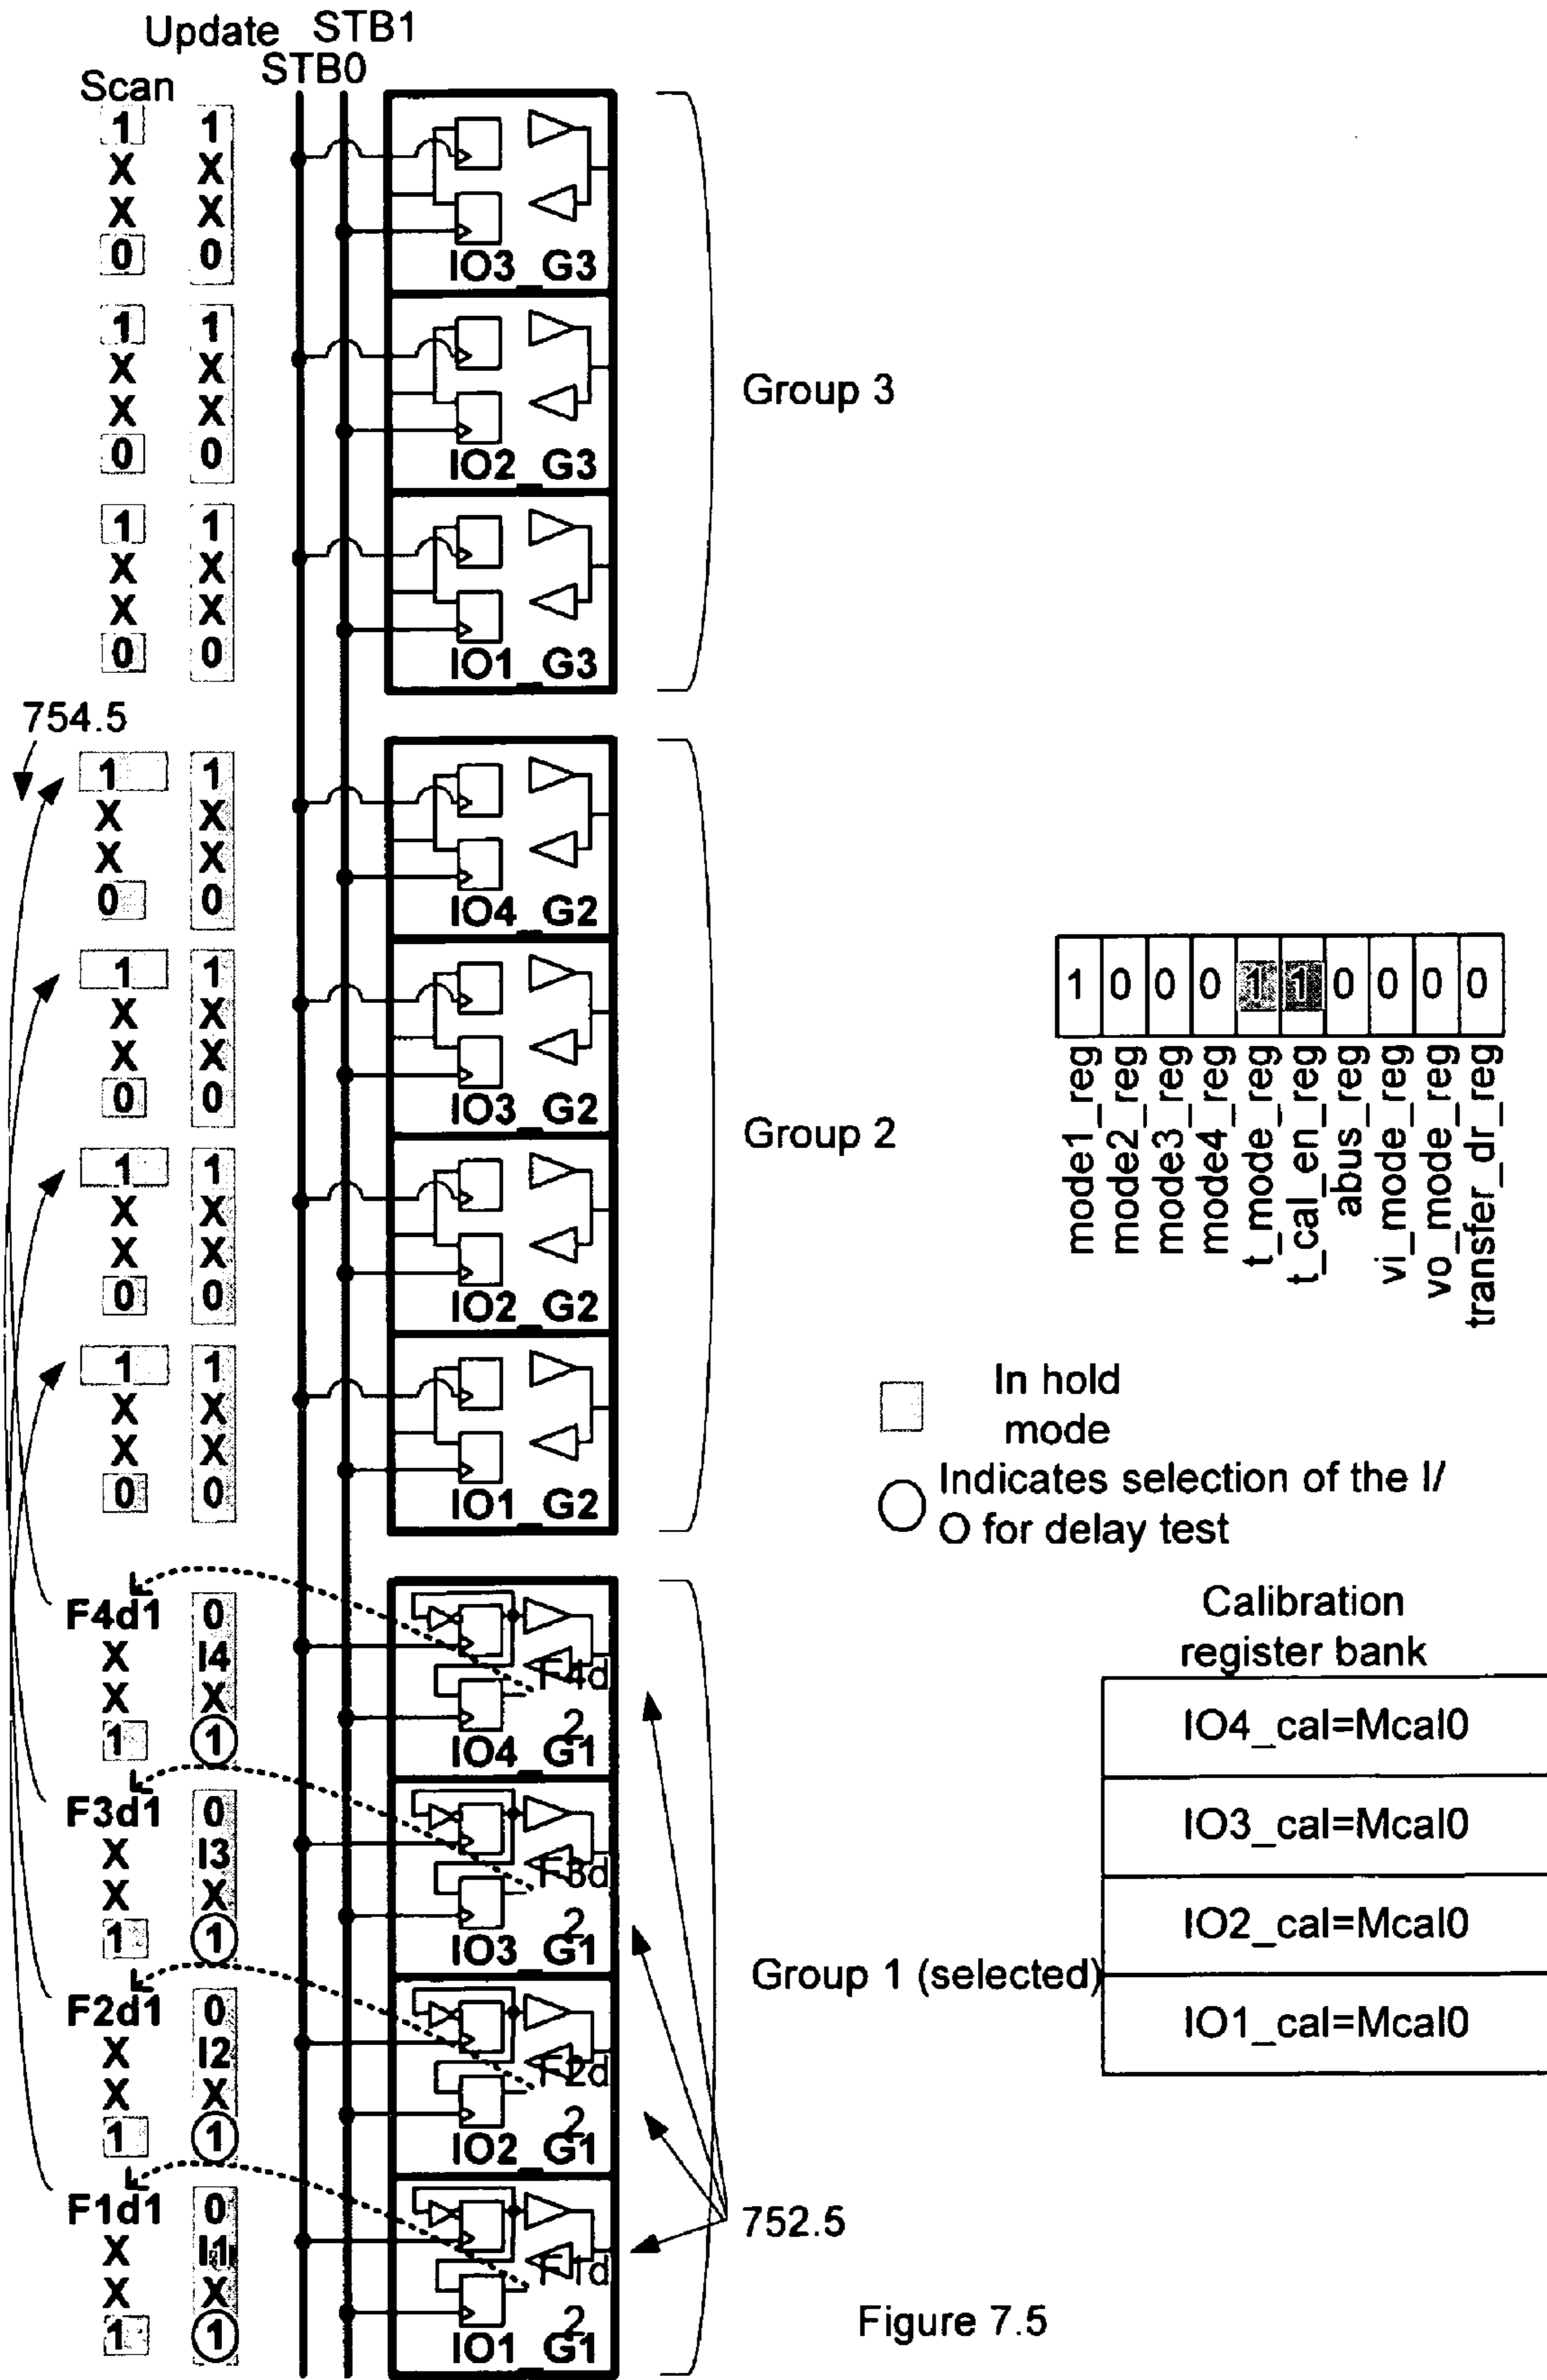 Update STB1
STB0
Scan
1 1
X X
X X
0 0
IO3_G3
1 1
X X
X X
0 0
IO2_G3
Group 3
1 1
X X
X X
0 0
IO1_G3
754.5
1 1
X X
X X
0 0
IO4_G2
1 1
X X
X X
0 0
IO3_G2
Group 2
1 1
X X
X X
0 0
IO2_G2
1 1
X X
X X
0 0
IO1_G2
1 0 0 0 1 1 0 0 0 0
mode1_reg
mode2_reg
mode3_reg
mode4_reg
t_mode_reg
t_cal_en_reg
abus_reg
vi_mode_reg
vo_mode_reg
transfer_dr_reg
In hold
mode
Indicates selection of the I/
O for delay test
F4d1 0
X I4
X X
1 1
4d
2
IO4_G1
F3d1 0
X I3
X X
1 1
3d
2
IO3_G1
Group 1 (selected)
F2d1 0
X I2
X X
1 1
2d
2
IO2_G1
F1d1 0
X I1
X X
1 1
1d
2
IO1_G1
752.5
Calibration
register bank
IO4_cal=Mcal0
IO3_cal=Mcal0
IO2_cal=Mcal0
IO1_cal=Mcal0
Figure 7.5